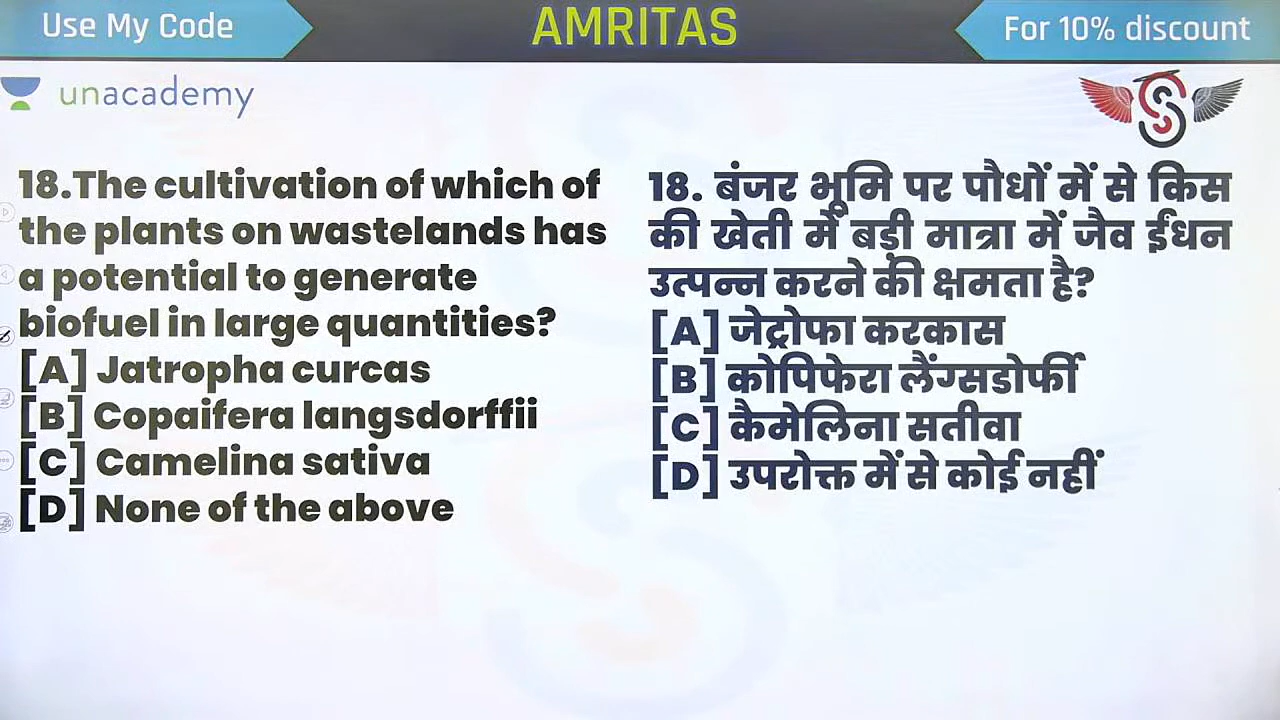 Use My Code
AMRITAS
For 10% discount
unacademy
18.The cultivation of which of
the plants on wastelands has
a potential to generate
biofuel in large quantities?
[A] Jatropha curcas
[B] Copaifera langsdorffii
[C] Camelina sativa
[D] None of the above
18. बंजर भूमि पर पौधों में से किस
की खेती में बड़ी मात्रा में जैव ईंधन
उत्पन्न करने की क्षमता है?
[A] जेट्रोफा करकास
[B] कोपिफेरा लैंग्सडोर्फी
[C] कैमेलिना सतीवा
[D] उपरोक्त में से कोई नहीं